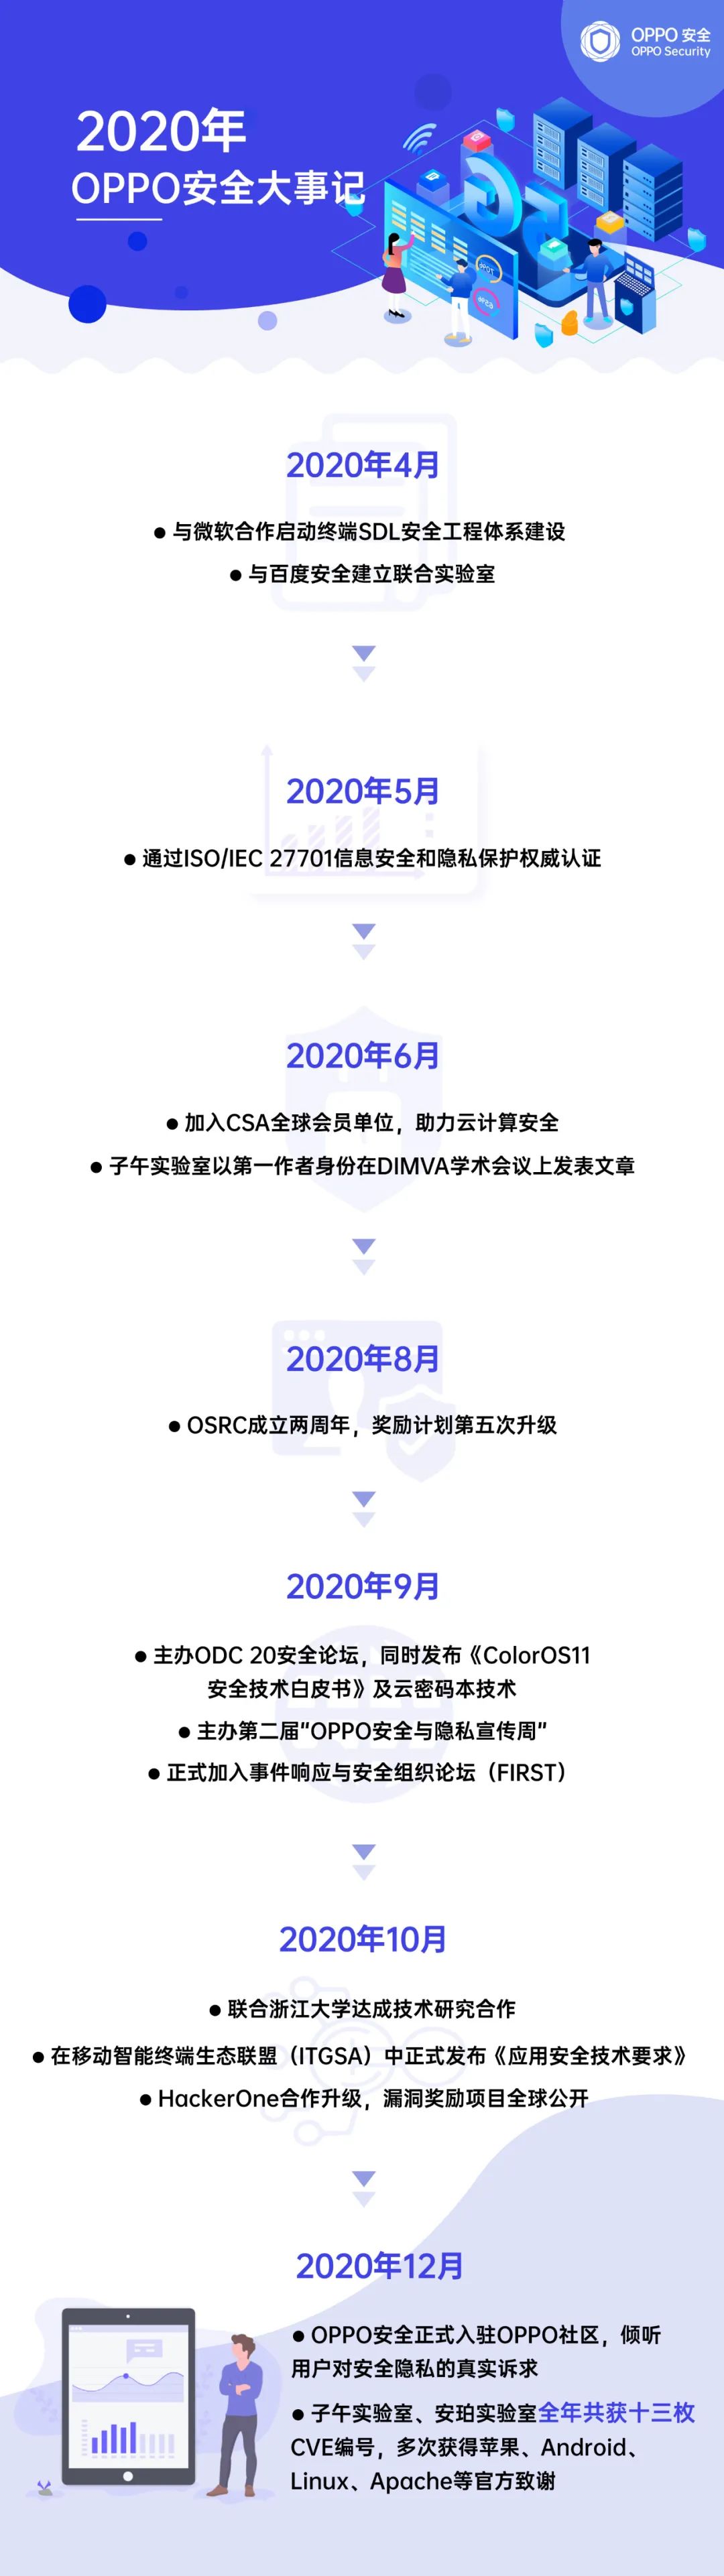 OPPO 安全
OPPO Security
2020年
OPPO安全大事记
2020年4月
● 与微软合作启动终端SDL安全工程体系建设
● 与百度安全建立联合实验室
2020年5月
● 通过ISO/IEC 27701信息安全和隐私保护权威认证
2020年6月
● 加入CSA全球会员单位，助力云计算安全
● 子午实验室以第一作者身份在DIMVA学术会议上发表文章
2020年8月
● OSRC成立两周年，奖励计划第五次升级
2020年9月
● 主办ODC 20安全论坛，同时发布《ColorOS11
安全技术白皮书》及云密码本技术
● 主办第二届"OPPO安全与隐私宣传周"
● 正式加入事件响应与安全组织论坛（FIRST）
2020年10月
● 联合浙江大学达成技术研究合作
● 在移动智能终端生态联盟（ITGSA）中正式发布《应用安全技术要求》
● HackerOne合作升级，漏洞奖励项目全球公开
2020年12月
● OPPO安全正式入驻OPPO社区，倾听
用户对安全隐私的真实诉求
● 子午实验室、安珀实验室全年共获十三枚
CVE编号，多次获得苹果、Android、
Linux、Apache等官方致谢